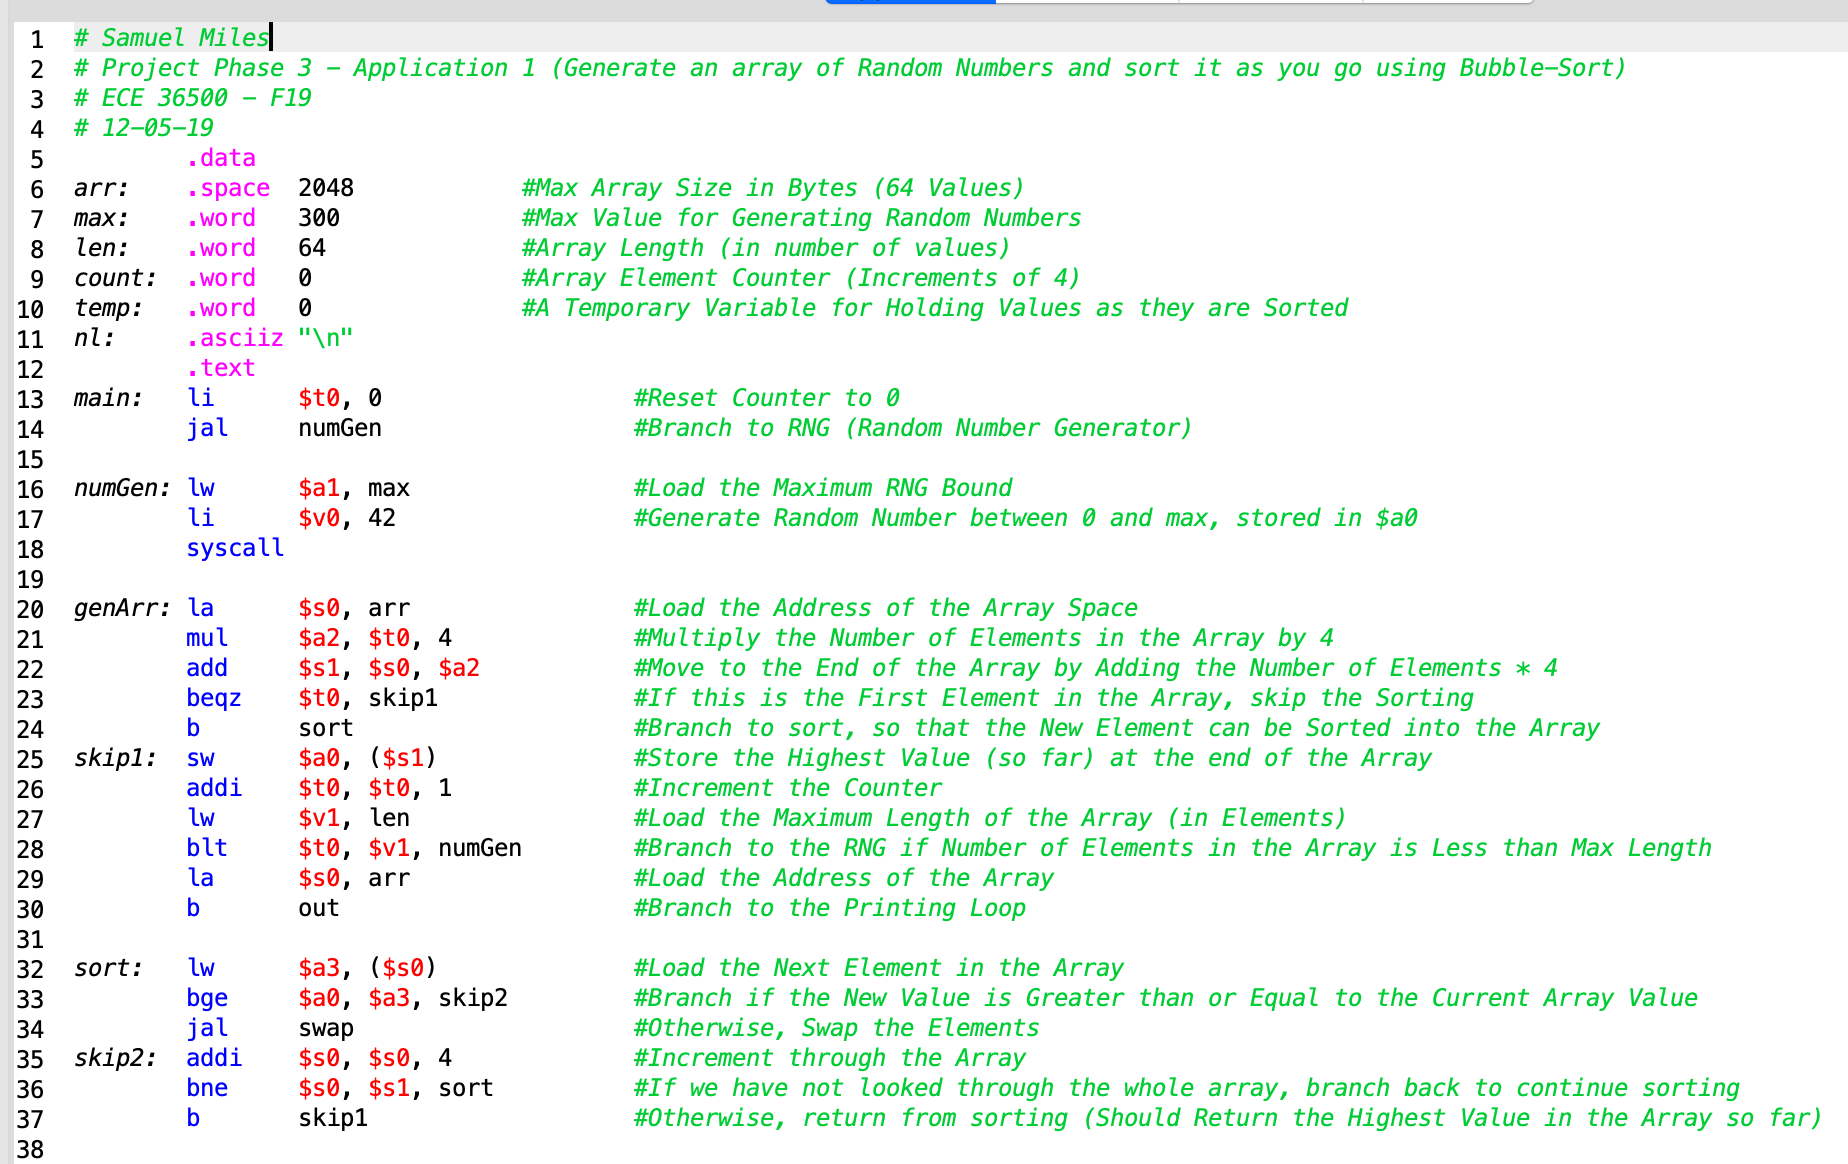 1 # Samuel Miles
2 # Project Phase 3 - Application 1 (Generate an array of Random Numbers and sort it as you go using Bubble-Sort)
3 # ECE 36500 - F19
4 # 12-05-19
5 .data
6 arr: .space 2048 #Max Array Size in Bytes (64 Values)
7 max: .word 300 #Max Value for Generating Random Numbers
8 len: .word 64 #Array Length (in number of values)
9 count: .word 0 #Array Element Counter (Increments of 4)
10 temp: .word 0 #A Temporary Variable for Holding Values as they are Sorted
11 nl: .asciiz "\n"
12 .text
13 main: li $t0, 0 #Reset Counter to 0
14 jal numGen #Branch to RNG (Random Number Generator)
15
16 numGen: lw $a1, max #Load the Maximum RNG Bound
17 li $v0, 42 #Generate Random Number between 0 and max, stored in $a0
18 syscall
19
20 genArr: la $s0, arr #Load the Address of the Array Space
21 mul $a2, $t0, 4 #Multiply the Number of Elements in the Array by 4
22 add $s1, $s0, $a2 #Move to the End of the Array by Adding the Number of Elements * 4
23 beqz $t0, skip1 #If this is the First Element in the Array, skip the Sorting
24 b sort #Branch to sort, so that the New Element can be Sorted into the Array
25 skip1: sw $a0, ($s1) #Store the Highest Value (so far) at the end of the Array
26 addi $t0, $t0, 1 #Increment the Counter
27 lw $v1, len #Load the Maximum Length of the Array (in Elements)
28 blt $t0, $v1, numGen #Branch to the RNG if Number of Elements in the Array is Less than Max Length
29 la $s0, arr #Load the Address of the Array
30 b out #Branch to the Printing Loop
31
32 sort: lw $a3, ($s0) #Load the Next Element in the Array
33 bge $a0, $a3, skip2 #Branch if the New Value is Greater than or Equal to the Current Array Value
34 jal swap #Otherwise, Swap the Elements
35 skip2: addi $s0, $s0, 4 #Increment through the Array
36 bne $s0, $s1, sort #If we have not looked through the whole array, branch back to continue sorting
37 b skip1 #Otherwise, return from sorting (Should Return the Highest Value in the Array so far)
38